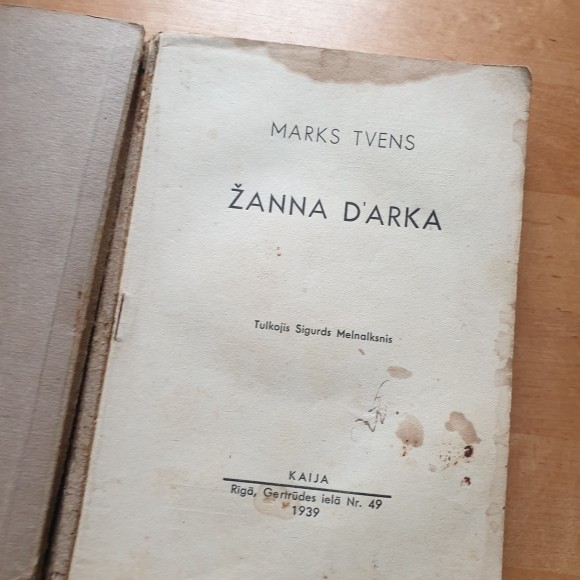 MARKS TVENS
ŽANNA D'ARKA
Tulkojis Sigurds Melnalksnis
KAIJA
Rīgā, Ģertrūdes ielā Nr. 49
1939